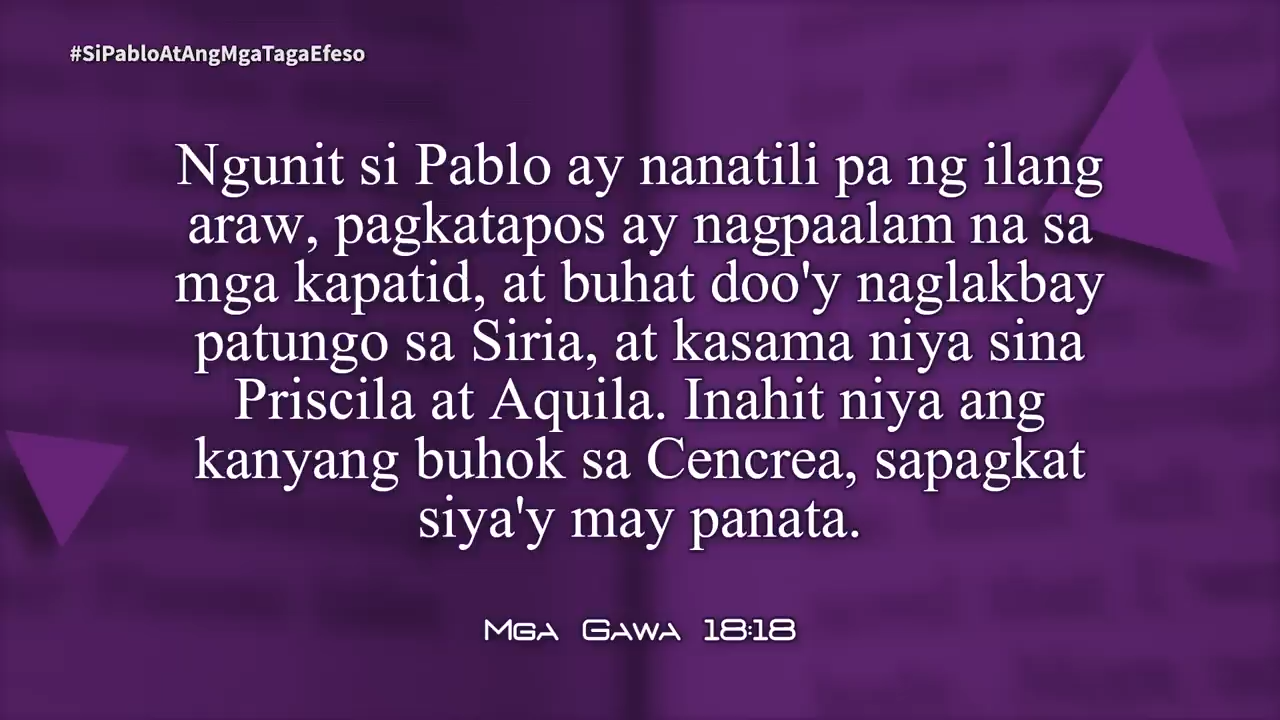 #SiPabloAtAngMgaTagaEfeso
Ngunit si Pablo ay nanatili pa ng ilang
araw, pagkatapos ay nagpaalam na sa
mga kapatid, at buhat doo'y naglakbay
patungo sa Siria, at kasama niya sina
Priscila at Aquila. Inahit niya ang
kanyang buhok sa Cencrea, sapagkat
siya'y may panata.
Mga Gawa 18:18